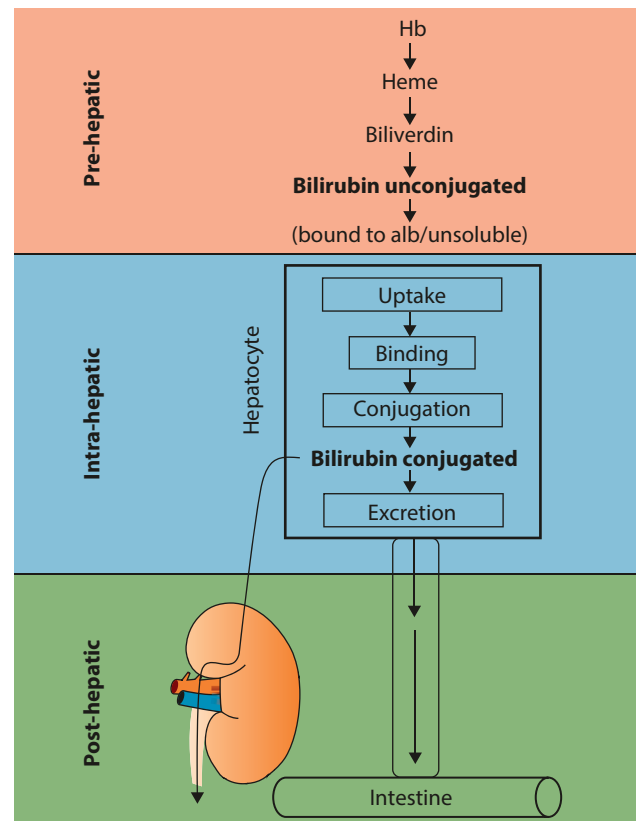 Pre-hepatic
Hb
Heme
Biliverdin
Bilirubin unconjugated
(bound to alb/unsoluble)
Intra-hepatic
Hepatocyte
Uptake
Binding
Conjugation
Bilirubin conjugated
Excretion
Post-hepatic
Intestine